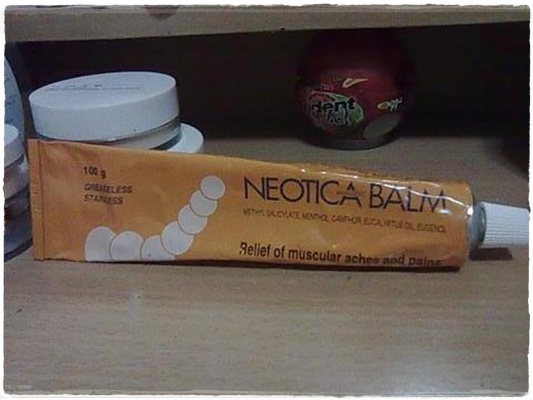 100 g
GREASELESS
STAINLESS
NEOTICA BALM
METHYL SALICYLATE, MENTHOL, CAMPHOR, EUCALYPTUS OIL, EUGENOL
Relief of muscular aches and pains